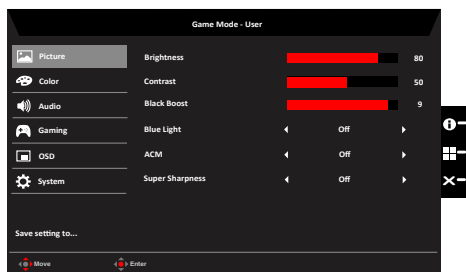 Game Mode - User
Picture
Color
Audio
Gaming
OSD
System
Brightness 80
Contrast 50
Black Boost 9
Blue Light Off
ACM Off
Super Sharpness Off
Save setting to...
Move Enter